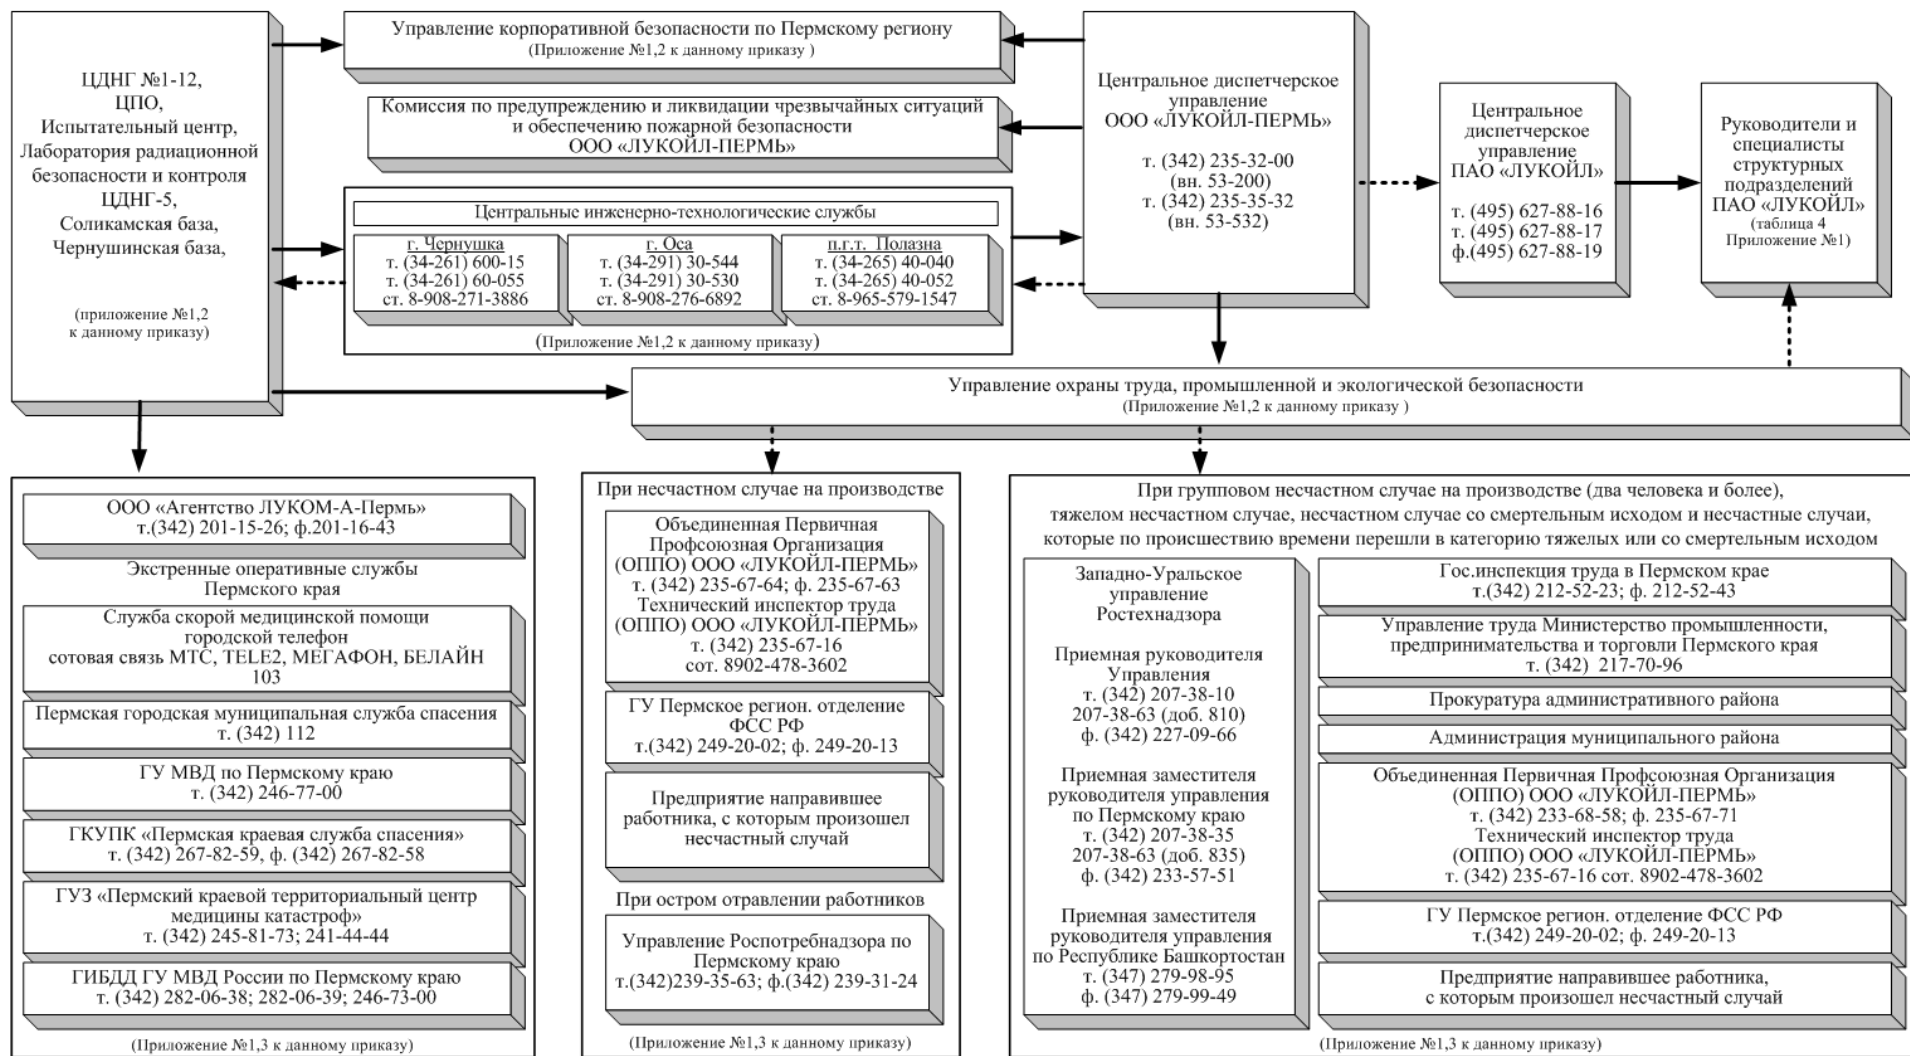 ЦДНГ №1-12,
ЦПО,
Испытательный центр,
Лаборатория радиационной
безопасности и контроля
ЦДНГ-5,
Соликамская база,
Чернушинская база,
(приложение №1,2
к данному приказу)
Управление корпоративной безопасности по Пермскому региону
(Приложение №1,2 к данному приказу )
Комиссия по предупреждению и ликвидации чрезвычайных ситуаций
и обеспечению пожарной безопасности
ООО «ЛУКОЙЛ-ПЕРМЬ»
Центральные инженерно-технологические службы
г. Чернушка
т. (34-261) 600-15
т. (34-261) 60-055
ст. 8-908-271-3886
г. Оса
т. (34-291) 30-544
т. (34-291) 30-530
ст. 8-908-276-6892
п.г.т. Полазна
т. (34-265) 40-040
т. (34-265) 40-052
ст. 8-965-579-1547
(Приложение №1,2 к данному приказу)
Центральное диспетчерское
управление
ООО «ЛУКОЙЛ-ПЕРМЬ»
т. (342) 235-32-00
(вн. 53-200)
т. (342) 235-35-32
(вн. 53-532)
Центральное
диспетчерское
управление
ПАО «ЛУКОЙЛ»
т. (495) 627-88-16
т. (495) 627-88-17
ф.(495) 627-88-19
Руководители и
специалисты
структурных
подразделений
ПАО «ЛУКОЙЛ»
(таблица 4
Приложение №1)
Управление охраны труда, промышленной и экологической безопасности
(Приложение №1,2 к данному приказу )
ООО «Агентство ЛУКОМ-А-Пермь»
т.(342) 201-15-26; ф.201-16-43
Экстренные оперативные службы
Пермского края
Служба скорой медицинской помощи
городской телефон
сотовая связь МТС, TELE2, МЕГАФОН, БЕЛАЙН
103
Пермская городская муниципальная служба спасения
т. (342) 112
ГУ МВД по Пермскому краю
т. (342) 246-77-00
ГКУПК «Пермская краевая служба спасения»
т. (342) 267-82-59, ф. (342) 267-82-58
ГУЗ «Пермский краевой территориальный центр
медицины катастроф»
т. (342) 245-81-73; 241-44-44
ГИБДД ГУ МВД России по Пермскому краю
т. (342) 282-06-38; 282-06-39; 246-73-00
(Приложение №1,3 к данному приказу)
При несчастном случае на производстве
Объединенная Первичная
Профсоюзная Организация
(ОППО) ООО «ЛУКОЙЛ-ПЕРМЬ»
т. (342) 235-67-64; ф. 235-67-63
Технический инспектор труда
(ОППО) ООО «ЛУКОЙЛ-ПЕРМЬ»
т. (342) 235-67-16
сот. 8902-478-3602
ГУ Пермское регион. отделение
ФСС РФ
т.(342) 249-20-02; ф. 249-20-13
Предприятие направившее
работника, с которым произошел
несчастный случай
При остром отравлении работников
Управление Роспотребнадзора по
Пермскому краю
т.(342)239-35-63; ф.(342) 239-31-24
(Приложение №1,3 к данному приказу)
При групповом несчастном случае на производстве (два человека и более),
тяжелом несчастном случае, несчастном случае со смертельным исходом и несчастные случаи,
которые по происшествию времени перешли в категорию тяжелых или со смертельным исходом
Западно-Уральское
управление
Ростехнадзора
Приемная руководителя
Управления
т. (342) 207-38-10
207-38-63 (доб. 810)
ф. (342) 227-09-66
Приемная заместителя
руководителя управления
по Пермскому краю
т. (342) 207-38-35
207-38-63 (доб. 835)
ф. (342) 233-57-51
Приемная заместителя
руководителя управления
по Республике Башкортостан
т. (347) 279-98-95
ф. (347) 279-99-49
Гос.инспекция труда в Пермском крае
т.(342) 212-52-23; ф. 212-52-43
Управление труда Министерство промышленности,
предпринимательства и торговли Пермского края
т. (342) 217-70-96
Прокуратура административного района
Администрация муниципального района
Объединенная Первичная Профсоюзная Организация
(ОППО) ООО «ЛУКОЙЛ-ПЕРМЬ»
т. (342) 233-68-58; ф. 235-67-71
Технический инспектор труда
(ОППО) ООО «ЛУКОЙЛ-ПЕРМЬ»
т. (342) 235-67-16 сот. 8902-478-3602
ГУ Пермское регион. отделение ФСС РФ
т.(342) 249-20-02; ф. 249-20-13
Предприятие направившее работника,
с которым произошел несчастный случай
(Приложение №1,3 к данному приказу)